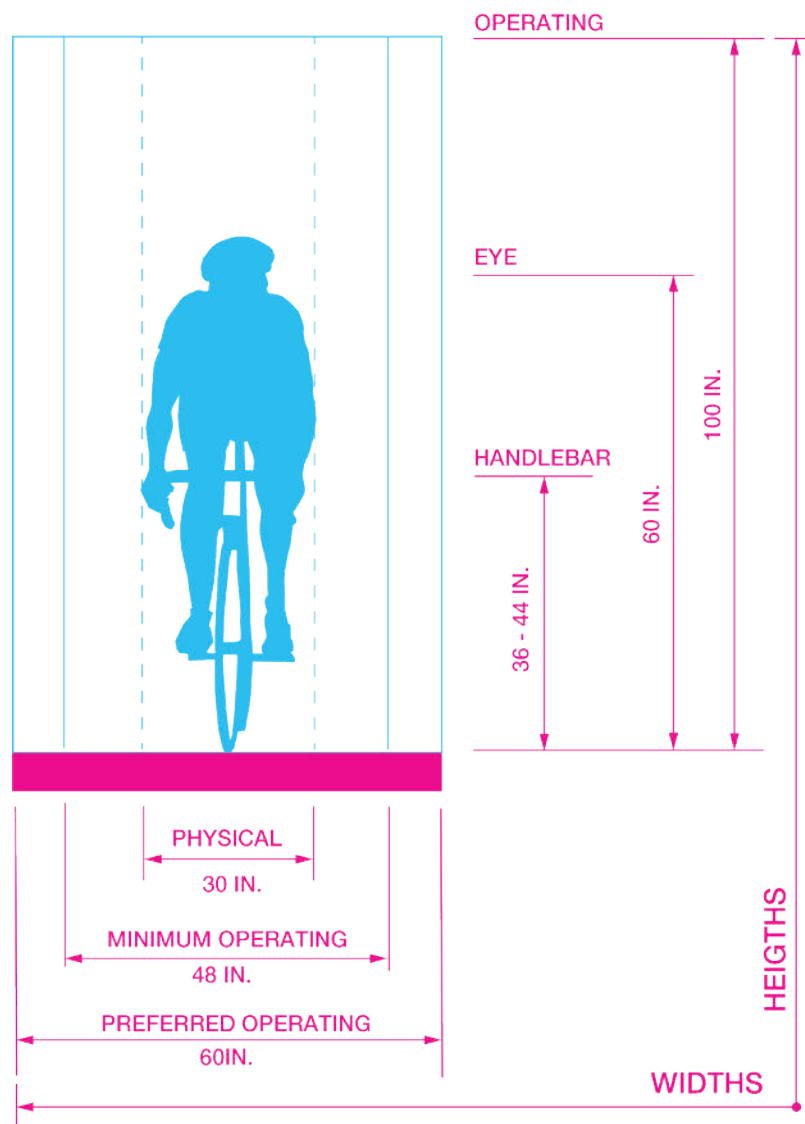 OPERATING
EYE
100 IN.
HANDLEBAR
60 IN.
36 - 44 IN.
PHYSICAL
30 IN.
MINIMUM OPERATING
48 IN.
PREFERRED OPERATING
60IN.
HEIGTHS
WIDTHS